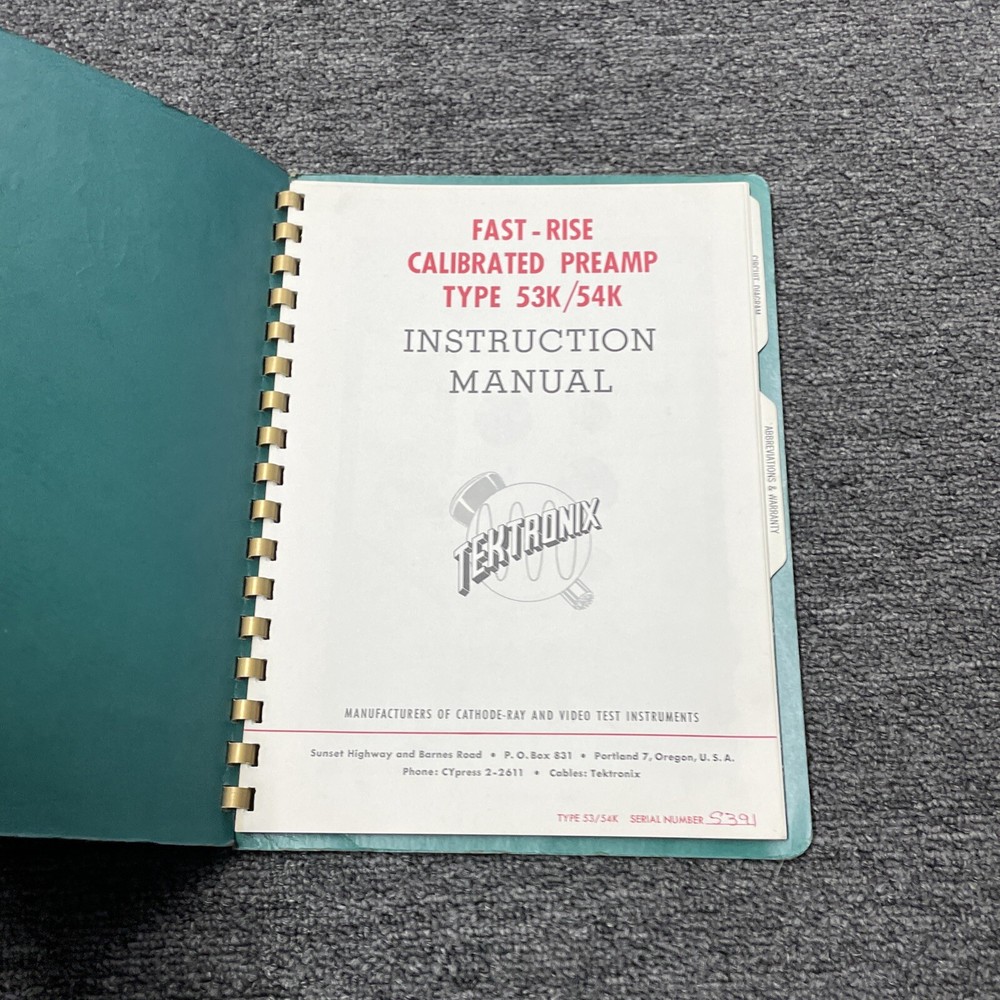 FAST-RISE
CALIBRATED PREAMP
TYPE 53K/54K
INSTRUCTION
MANUAL
TEKTRONIX
MANUFACTURERS OF CATHODE-RAY AND VIDEO TEST INSTRUMENTS
Sunset Highway and Barnes Road • P. O. Box 831 • Portland 7, Oregon, U. S. A.
Phone: CYpress 2-2611 • Cables: Tektronix
TYPE 53/54K SERIAL NUMBER 5391
CIRCUIT DIAGRAM
ABBREVIATIONS & WARRANTY